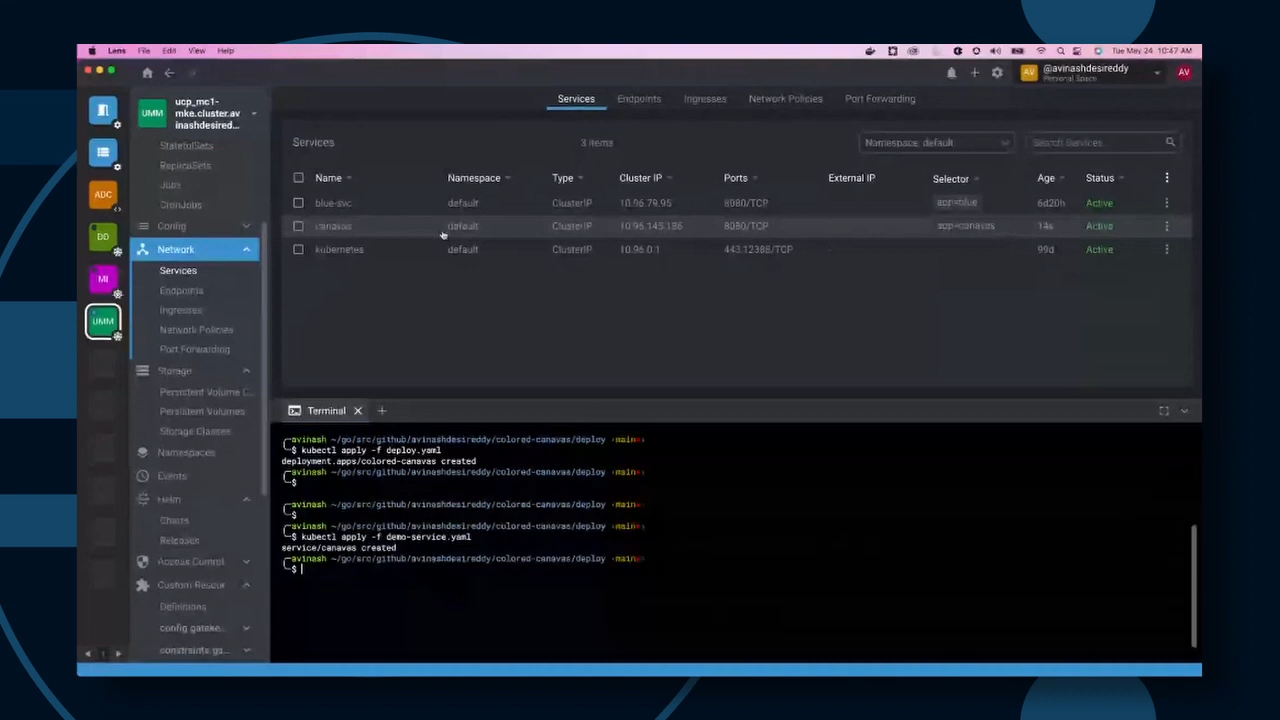 Lens File Edit View Help
Tue May 24 10:47 AM
AV @avinashdesireddy
Personal Space
AV
UMM ucp_mc1-
mke.cluster.av
inashdesired...
ADC
DD
MI
UMM
StatefulSets
ReplicaSets
Jobs
CronJobs
Config
Network
Services
Endpoints
Ingresses
Network Policies
Port Forwarding
Storage
Persistent Volume C...
Persistent Volumes
Storage Classes
Namespaces
Events
Helm
Charts
Releases
Access Control
Custom Resour
Definitions
config gateke...
constraints ga...
1
Services Endpoints Ingresses Network Policies Port Forwarding
Services 3 items Namespace: default Search Services...
Name Namespace Type Cluster IP Ports External IP Selector Age Status
blue-svc default ClusterIP 10.96.79.95 8080/TCP app=blue 6d20h Active
canavas default ClusterIP 10.96.145.186 8080/TCP app=canavas 14s Active
kubernetes default ClusterIP 10.96.0.1 443:12388/TCP - 99d Active
Terminal
avinash ~/go/src/github/avinashdesireddy/colored-canavas/deploy ‹main•›
$ kubectl apply -f deploy.yaml
deployment.apps/colored-canavas created
avinash ~/go/src/github/avinashdesireddy/colored-canavas/deploy ‹main•›
$
avinash ~/go/src/github/avinashdesireddy/colored-canavas/deploy ‹main•›
$
avinash ~/go/src/github/avinashdesireddy/colored-canavas/deploy ‹main•›
$ kubectl apply -f demo-service.yaml
service/canavas created
avinash ~/go/src/github/avinashdesireddy/colored-canavas/deploy ‹main•›
$